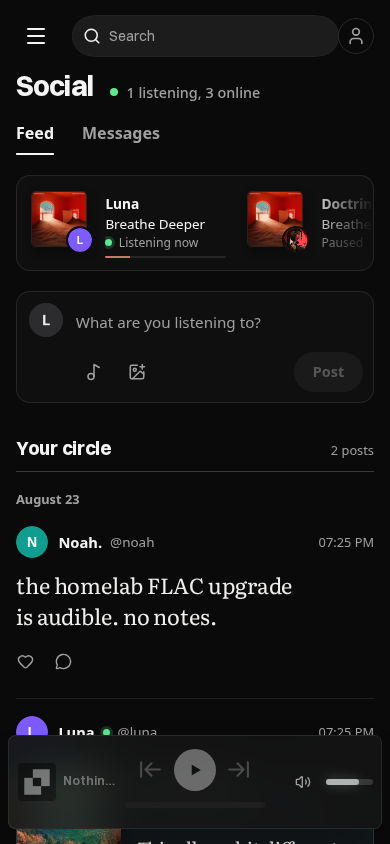 Search
Social
1 listening, 3 online
Feed
Messages
Luna
Breathe Deeper
L
Listening now
Doctrin
Breathe
Paused
L
What are you listening to?
Post
Your circle
2 posts
August 23
N
Noah.
@noah
07:25 PM
the homelab FLAC upgrade
is audible. no notes.
L
Luna
@luna
07:25 PM
Nothin...